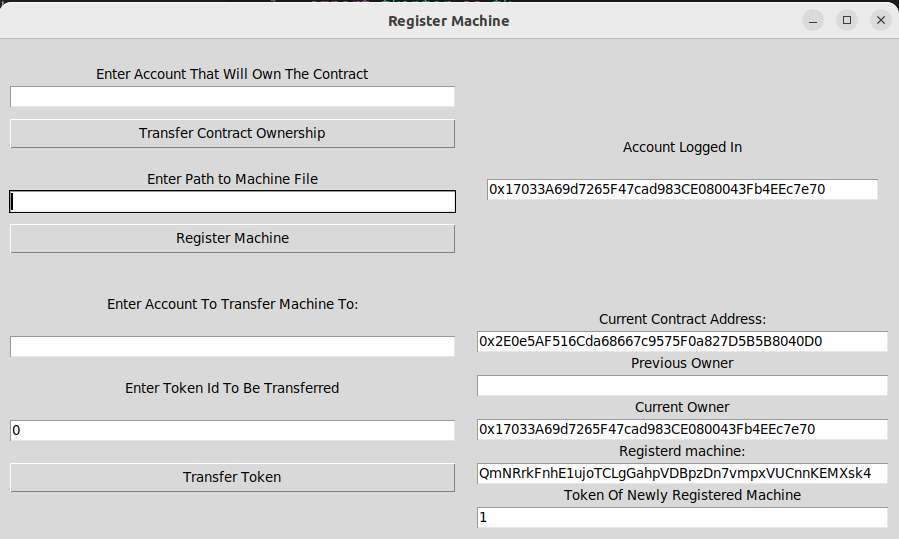 Register Machine
Enter Account That Will Own The Contract
Transfer Contract Ownership
Enter Path to Machine File
Register Machine
Enter Account To Transfer Machine To:
Enter Token Id To Be Transferred
0
Transfer Token
Account Logged In
0x17033A69d7265F47cad983CE080043Fb4EEc7e70
Current Contract Address:
0x2E0e5AF516Cda68667c9575F0a827D5B5B8040D0
Previous Owner
Current Owner
0x17033A69d7265F47cad983CE080043Fb4EEc7e70
Registerd machine:
QmNRrkFnhE1ujoTCLgGahpVDBpzDn7vmpxVUCnnKEMXsk4
Token Of Newly Registered Machine
1